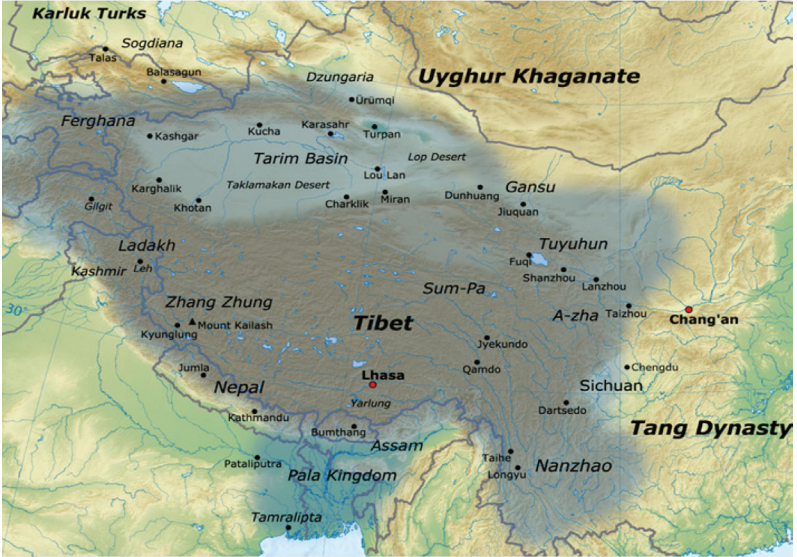 Karluk Turks
Sogdiana
Talas
Balasagun
Dzungaria
Uyghur Khaganate
Ürümqi
Ferghana
Kashgar
Kucha
Karasahr
Turpan
Tarim Basin
Lop Desert
Lou Lan
Karghalik
Taklamakan Desert
Khotan
Charklik
Miran
Dunhuang
Gansu
Jiuquan
Gilgit
Ladakh
Kashmir
Leh
Tuyuhun
Fuqi
Shanzhou
Lanzhou
Sum-Pa
Zhang Zhung
30°
Mount Kailash
Kyunglung
Tibet
A-zha
Taizhou
Chang'an
Jyekundo
Qamdo
Jumla
Nepal
Lhasa
Yarlung
Chengdu
Sichuan
Dartsedo
Kathmandu
Bumthang
Assam
Tang Dynasty
Pataliputra
Pala Kingdom
Taihe
Longyu
Nanzhao
Tamralipta